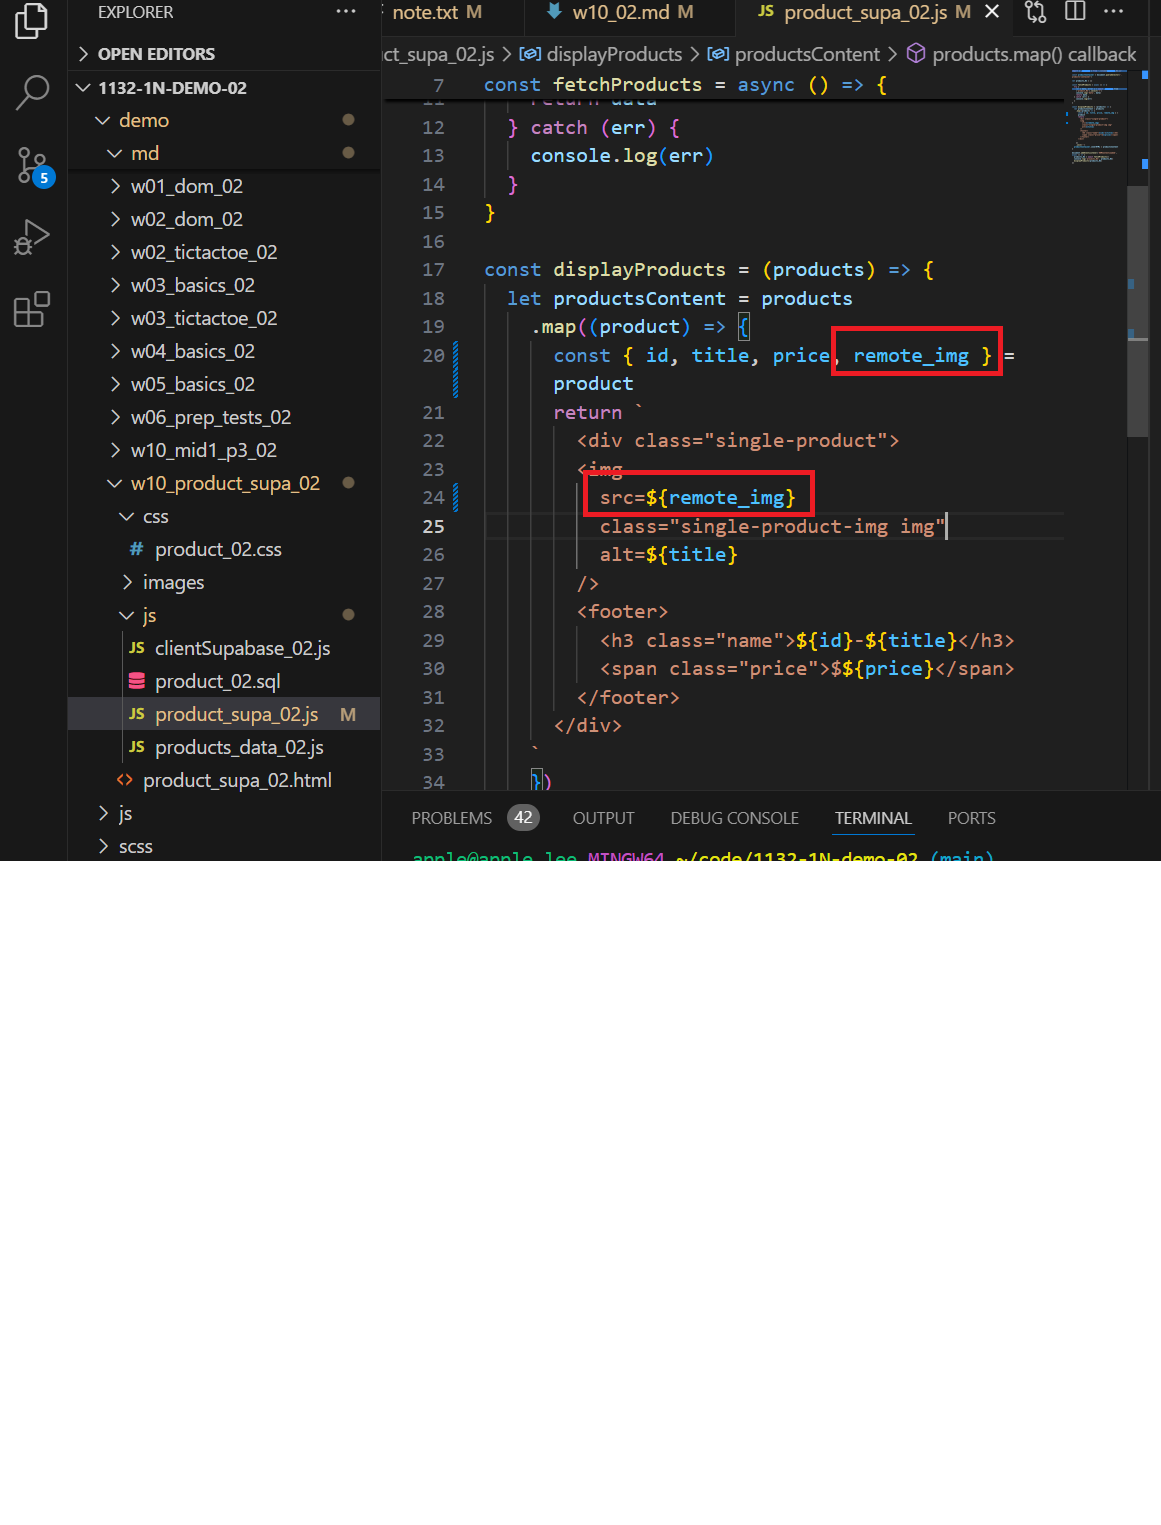 EXPLORER
OPEN EDITORS
1132-1N-DEMO-02
demo
md
w01_dom_02
w02_dom_02
w02_tictactoe_02
w03_basics_02
w03_tictactoe_02
w04_basics_02
w05_basics_02
w06_prep_tests_02
w10_mid1_p3_02
w10_product_supa_02
css
# product_02.css
images
js
JS clientSupabase_02.js
product_02.sql
JS product_supa_02.js M
JS products_data_02.js
<> product_supa_02.html
js
scss
5
note.txt M
w10_02.md M
JS product_supa_02.js M
ct_supa_02.js > displayProducts > productsContent > products.map() callback
7 const fetchProducts = async () => {
11 return data
12 } catch (err) {
13 console.log(err)
14 }
15 }
16
17 const displayProducts = (products) => {
18 let productsContent = products
19 .map((product) => {
20 const { id, title, price, remote_img } =
product
21 return `
22 <div class="single-product">
23 <img
24 src=${remote_img}
25 class="single-product-img img"
26 alt=${title}
27 />
28 <footer>
29 <h3 class="name">${id}-${title}</h3>
30 <span class="price">$${price}</span>
31 </footer>
32 </div>
33 `
34 })
PROBLEMS 42 OUTPUT DEBUG CONSOLE TERMINAL PORTS
apple@apple_lee MINGW64 ~/code/1132-1N-demo-02 (main)